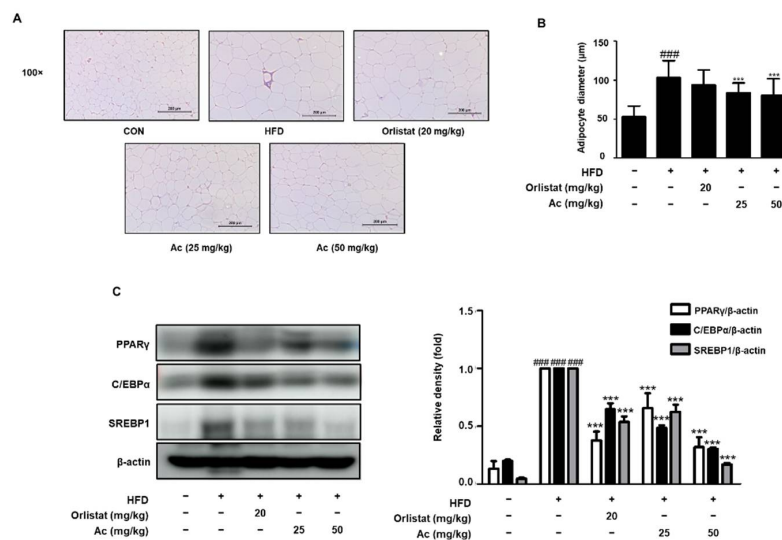 A
100×
CON
HFD
Orlistat (20 mg/kg)
Ac (25 mg/kg)
Ac (50 mg/kg)
B
Adipocyte diameter (μm)
150
100
50
0
###
***
***
HFD – + + + +
Orlistat (mg/kg) – – 20 – –
Ac (mg/kg) – – – 25 50
C
PPARγ
C/EBPα
SREBP1
β-actin
HFD – + + + +
Orlistat (mg/kg) – – 20 – –
Ac (mg/kg) – – – 25 50
Relative density (fold)
1.5
1.0
0.5
0.0
PPARγ/β-actin
C/EBPα/β-actin
SREBP1/β-actin
### ### ###
*** *** ***
*** *** ***
*** *** ***
HFD – + + + +
Orlistat (mg/kg) – – 20 – –
Ac (mg/kg) – – – 25 50